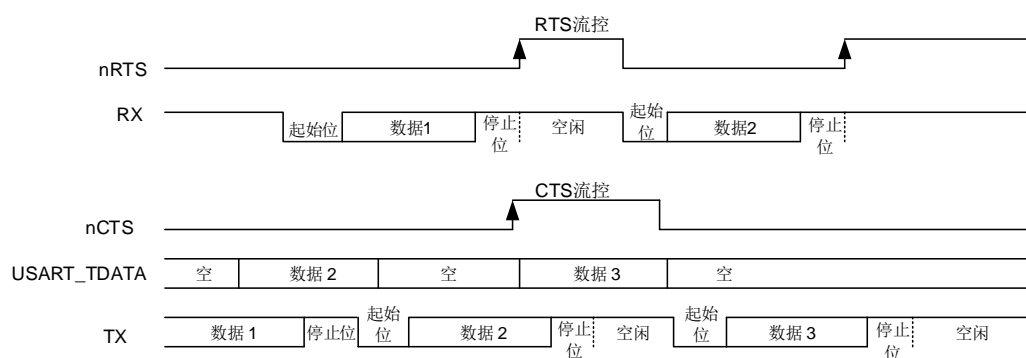 RTS流控
nRTS
RX
起始位
数据1
停止
位
空闲
起始
位
数据2
停止
位
CTS流控
nCTS
USART_TDATA
空
数据 2
空
数据 3
空
TX
数据 1
停止位
起始
位
数据 2
停止
位
空闲
起始
位
数据 3
停止
位
空闲